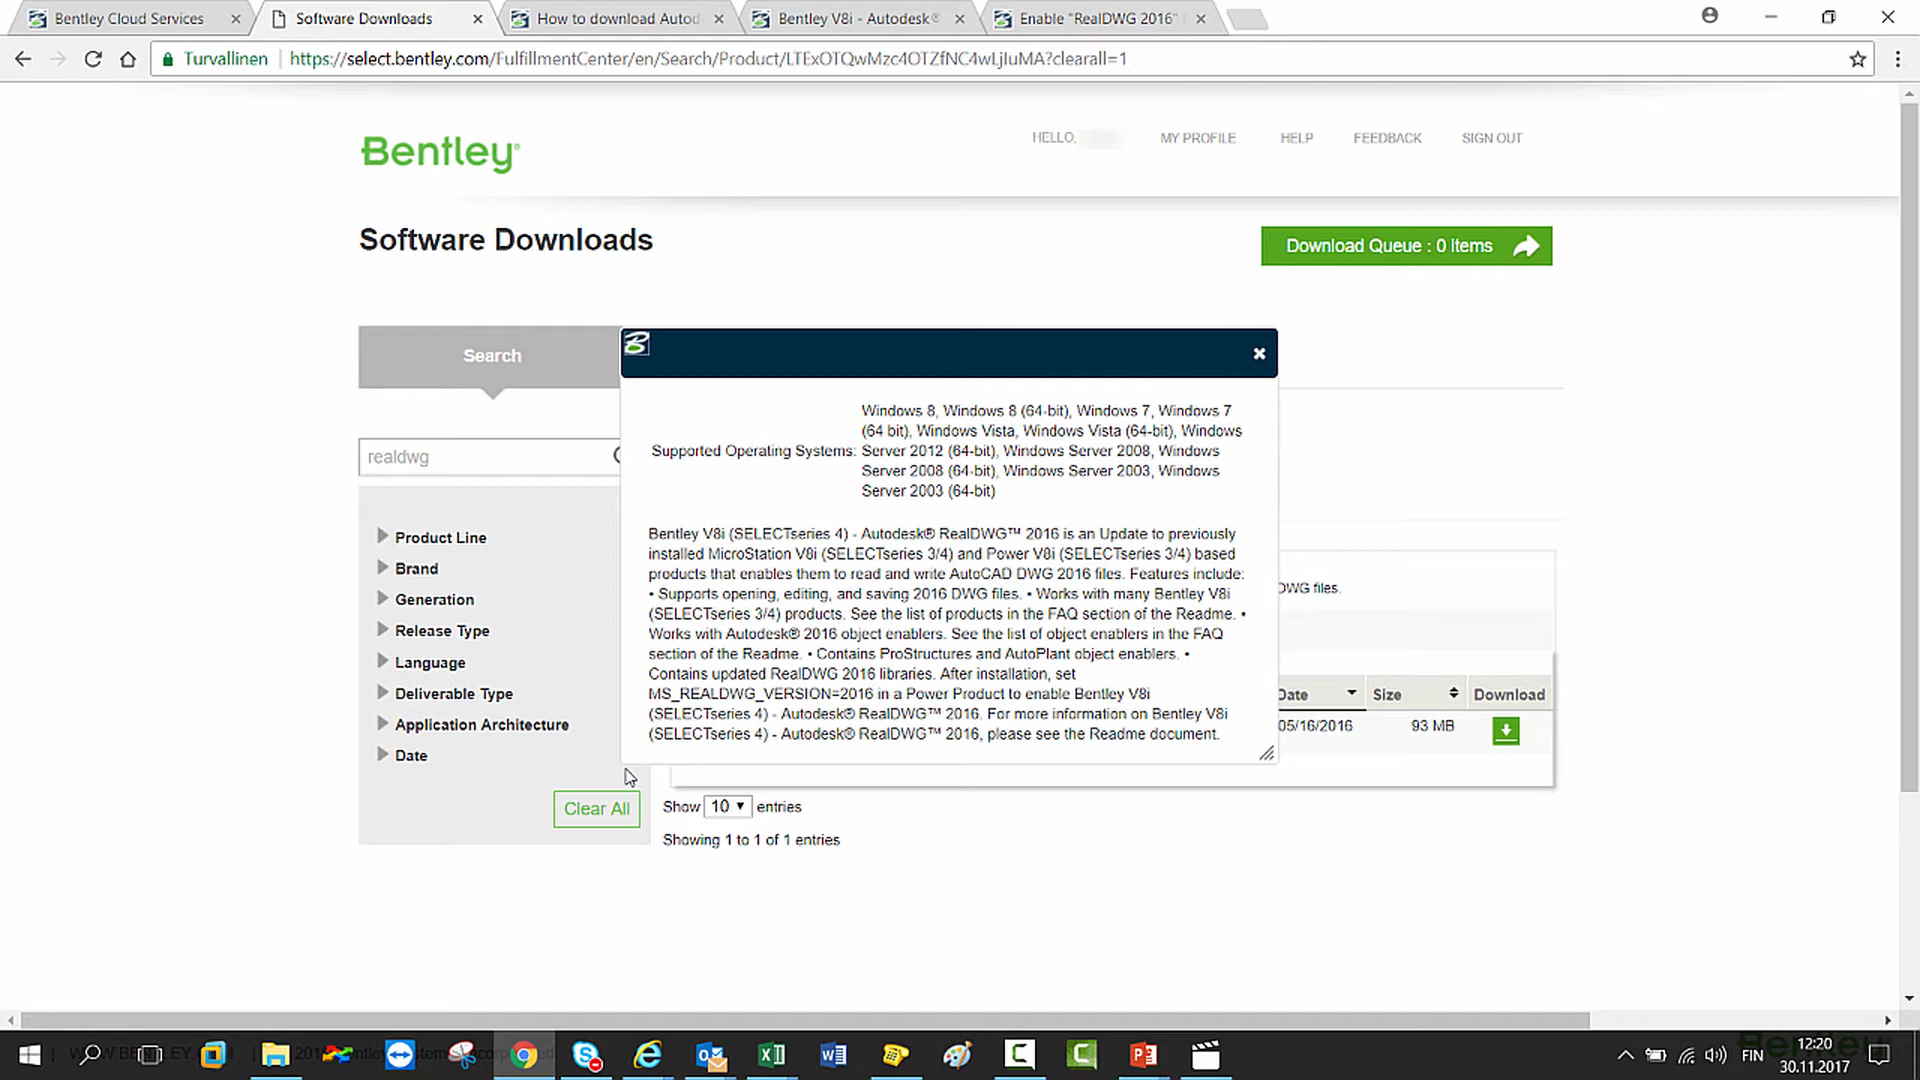 Bentley Cloud Services
Software Downloads
How to download Autod
Bentley V8i - Autodesk®
Enable "RealDWG 2016"
Turvallinen
https://select.bentley.com/FulfillmentCenter/en/Search/Product/LTExOTQwMzc4OTZfNC4wLjIuMA?clearall=1
Bentley
HELLO,
MY PROFILE
HELP
FEEDBACK
SIGN OUT
Software Downloads
Download Queue : 0 Items
Search
realdwg
Product Line
Brand
Generation
Release Type
Language
Deliverable Type
Application Architecture
Date
Clear All
Supported Operating Systems:
Windows 8, Windows 8 (64-bit), Windows 7, Windows 7
(64 bit), Windows Vista, Windows Vista (64-bit), Windows
Server 2012 (64-bit), Windows Server 2008, Windows
Server 2008 (64-bit), Windows Server 2003, Windows
Server 2003 (64-bit)
Bentley V8i (SELECTseries 4) - Autodesk® RealDWG™ 2016 is an Update to previously
installed MicroStation V8i (SELECTseries 3/4) and Power V8i (SELECTseries 3/4) based
products that enables them to read and write AutoCAD DWG 2016 files. Features include:
• Supports opening, editing, and saving 2016 DWG files. • Works with many Bentley V8i
(SELECTseries 3/4) products. See the list of products in the FAQ section of the Readme. •
Works with Autodesk® 2016 object enablers. See the list of object enablers in the FAQ
section of the Readme. • Contains ProStructures and AutoPlant object enablers. •
Contains updated RealDWG 2016 libraries. After installation, set
MS_REALDWG_VERSION=2016 in a Power Product to enable Bentley V8i
(SELECTseries 4) - Autodesk® RealDWG™ 2016. For more information on Bentley V8i
(SELECTseries 4) - Autodesk® RealDWG™ 2016, please see the Readme document.
DWG files.
Date
Size
Download
05/16/2016
93 MB
Show 10 entries
Showing 1 to 1 of 1 entries
FIN
12:20
30.11.2017